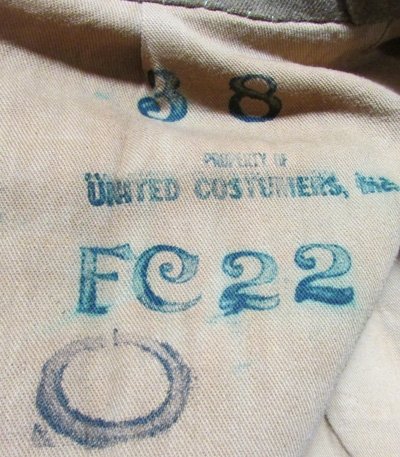 38
PROPERTY OF
UNITED COSTUMERS, Inc.
FC22
O